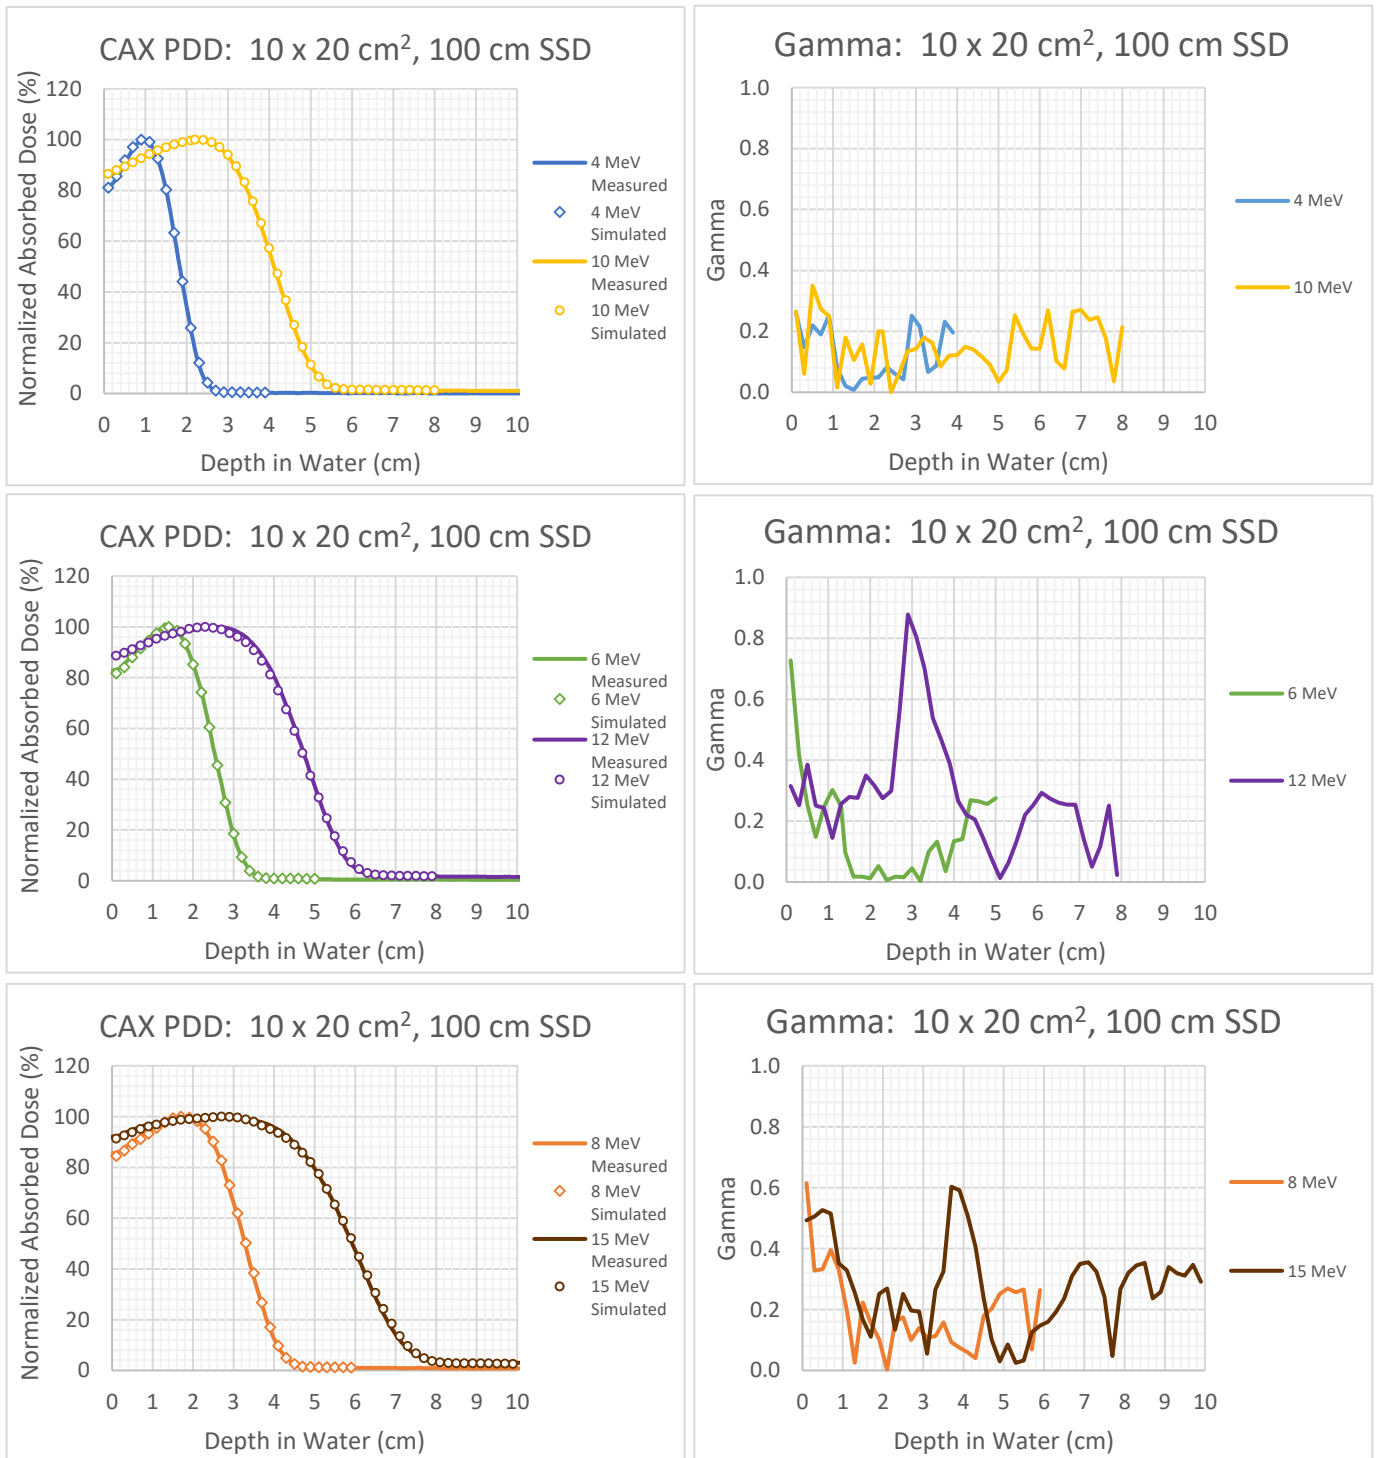 CAX PDD: 10 x 20 cm², 100 cm SSD
Normalized Absorbed Dose (%)
120
100
80
60
40
20
0
0 1 2 3 4 5 6 7 8 9 10
Depth in Water (cm)
4 MeV
Measured
4 MeV
Simulated
10 MeV
Measured
10 MeV
Simulated
Gamma: 10 x 20 cm², 100 cm SSD
Gamma
1.0
0.8
0.6
0.4
0.2
0.0
0 1 2 3 4 5 6 7 8 9 10
Depth in Water (cm)
4 MeV
10 MeV
CAX PDD: 10 x 20 cm², 100 cm SSD
Normalized Absorbed Dose (%)
120
100
80
60
40
20
0
0 1 2 3 4 5 6 7 8 9 10
Depth in Water (cm)
6 MeV
Measured
6 MeV
Simulated
12 MeV
Measured
12 MeV
Simulated
Gamma: 10 x 20 cm², 100 cm SSD
Gamma
1.0
0.8
0.6
0.4
0.2
0.0
0 1 2 3 4 5 6 7 8 9 10
Depth in Water (cm)
6 MeV
12 MeV
CAX PDD: 10 x 20 cm², 100 cm SSD
Normalized Absorbed Dose (%)
120
100
80
60
40
20
0
0 1 2 3 4 5 6 7 8 9 10
Depth in Water (cm)
8 MeV
Measured
8 MeV
Simulated
15 MeV
Measured
15 MeV
Simulated
Gamma: 10 x 20 cm², 100 cm SSD
Gamma
1.0
0.8
0.6
0.4
0.2
0.0
0 1 2 3 4 5 6 7 8 9 10
Depth in Water (cm)
8 MeV
15 MeV